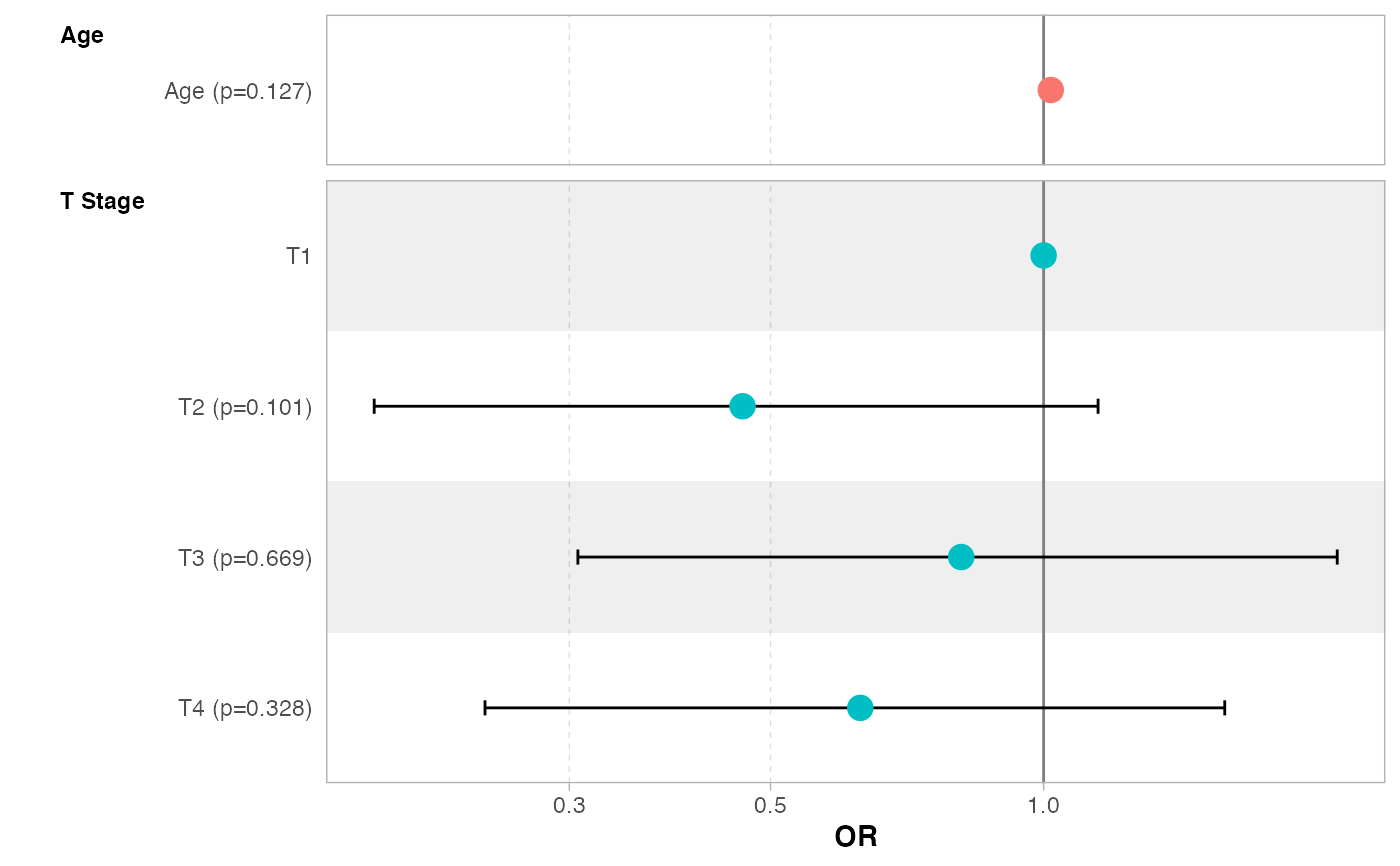 Age
Age (p=0.127)
T Stage
T1
T2 (p=0.101)
T3 (p=0.669)
T4 (p=0.328)
0.3 0.5 1.0
OR